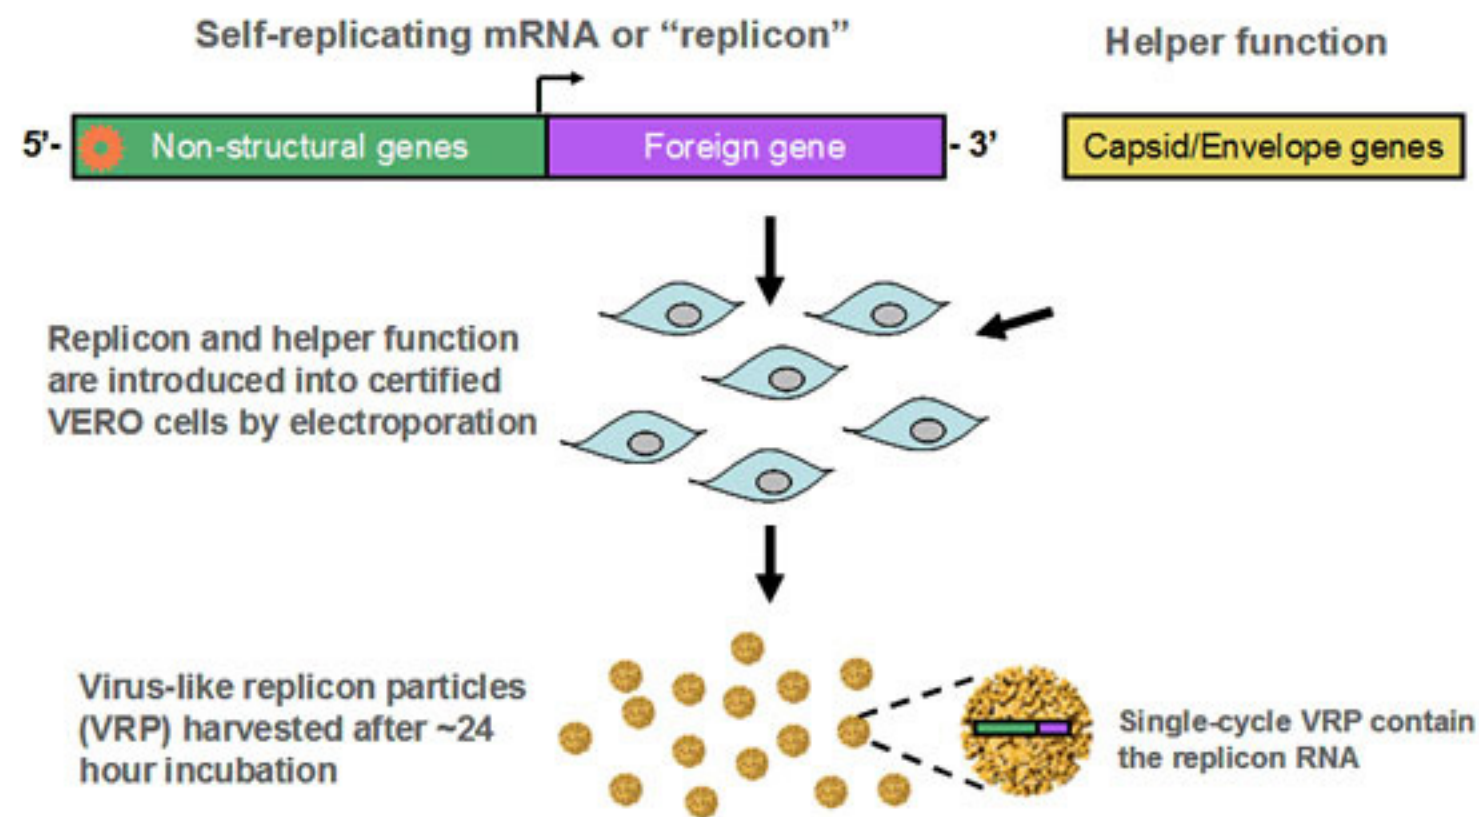 Self-replicating mRNA or “replicon”
Helper function
5’-
Non-structural genes
Foreign gene
- 3’
Capsid/Envelope genes
Replicon and helper function
are introduced into certified
VERO cells by electroporation
Virus-like replicon particles
(VRP) harvested after ~24
hour incubation
Single-cycle VRP contain
the replicon RNA